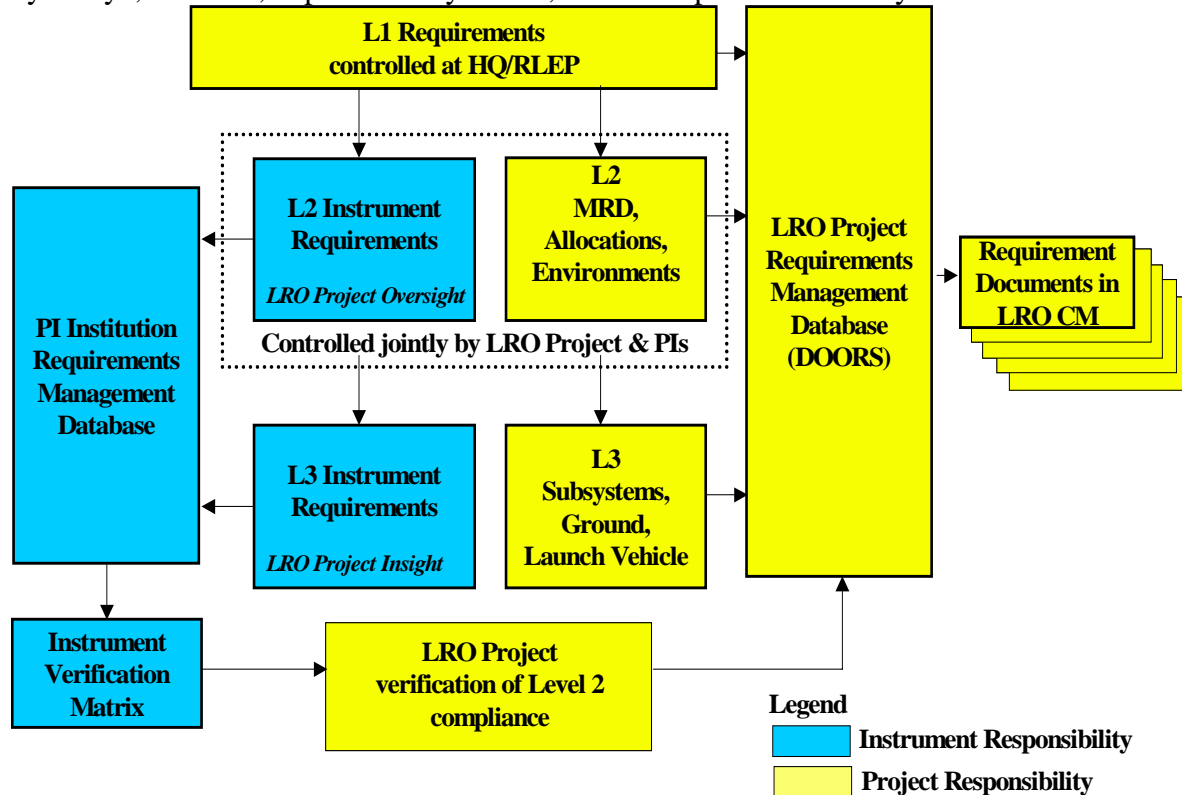 L1 Requirements
controlled at HQ/RLEP
L2 Instrument
Requirements
LRO Project Oversight
L2
MRD,
Allocations,
Environments
Controlled jointly by LRO Project & PIs
PI Institution
Requirements
Management
Database
LRO Project
Requirements
Management
Database
(DOORS)
Requirement
Documents in
LRO CM
L3 Instrument
Requirements
LRO Project Insight
L3
Subsystems,
Ground,
Launch Vehicle
Instrument
Verification
Matrix
LRO Project
verification of Level 2
compliance
Legend
Instrument Responsibility
Project Responsibility